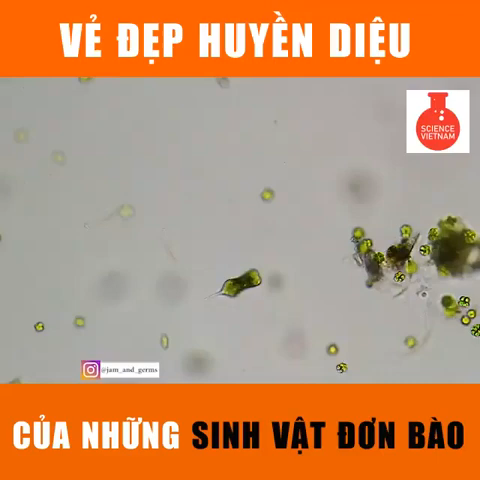 VẺ ĐẸP HUYỀN DIỆU
SCIENCE
VIETNAM
@jam_and_germs
CỦA NHỮNG SINH VẬT ĐƠN BÀO